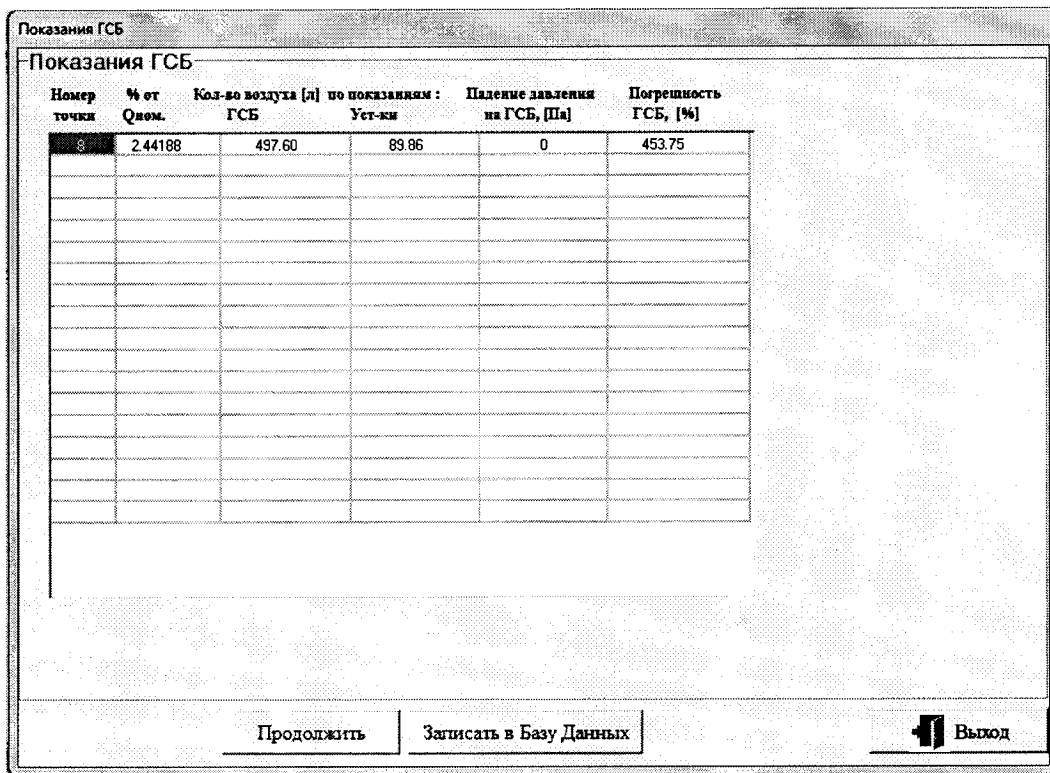 Показания ГСБ
Показания ГСБ
Номер точки % от Qном. Кол-во воздуха [л] по показаниям : ГСБ Уст-ки Падение давления на ГСБ, [Па] Погрешность ГСБ, [%]
8 2.44188 497.60 89.86 0 453.75
Продолжить Записать в Базу Данных Выход